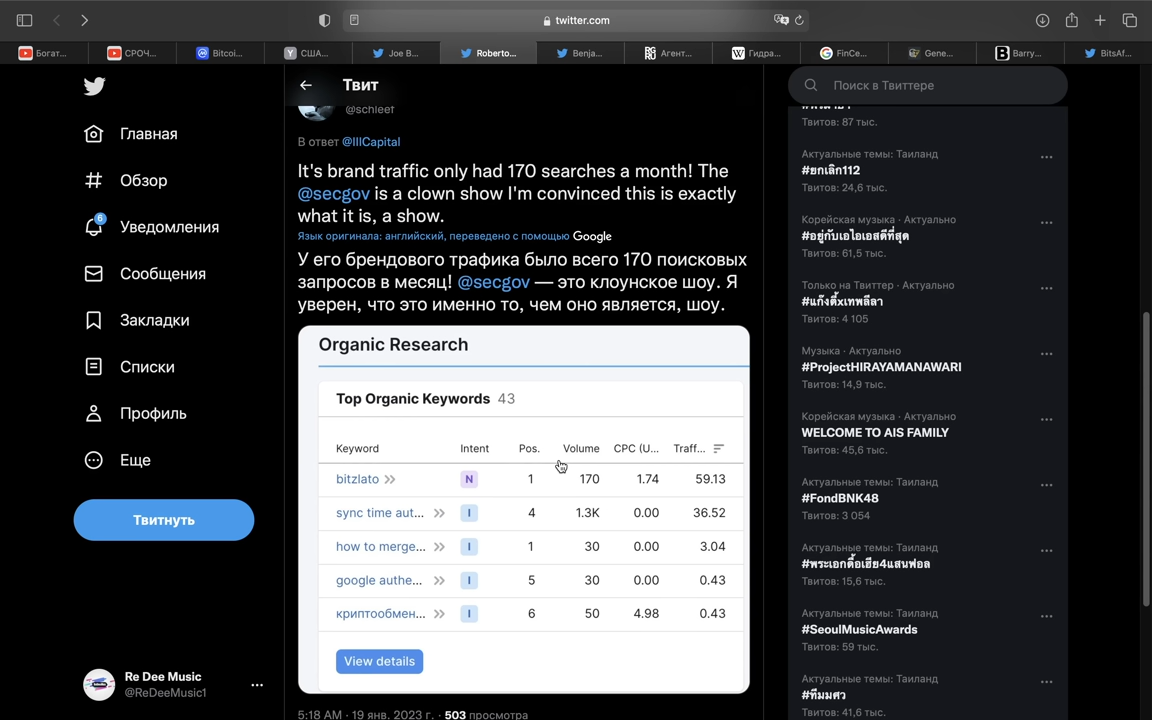 twitter.com
Богат...
СРОЧ...
Bitcoi...
США...
Joe B...
Roberto...
Benja...
Агент...
Гидра...
FinCe...
Gene...
Barry...
BitsAf...
Главная
Обзор
6
Уведомления
Сообщения
Закладки
Списки
Профиль
Еще
Твитнуть
Re Dee Music
@ReDeeMusic1
Твит
@schleef
В ответ @IIICapital
It's brand traffic only had 170 searches a month! The
@secgov is a clown show I'm convinced this is exactly
what it is, a show.
Язык оригинала: английский, переведено с помощью Google
У его брендового трафика было всего 170 поисковых
запросов в месяц! @secgov — это клоунское шоу. Я
уверен, что это именно то, чем оно является, шоу.
Organic Research
Top Organic Keywords 43
Keyword Intent Pos. Volume CPC (U... Traff...
bitzlato N 1 170 1.74 59.13
sync time aut... I 4 1.3K 0.00 36.52
how to merge... I 1 30 0.00 3.04
google authe... I 5 30 0.00 0.43
криптообмен... I 6 50 4.98 0.43
View details
5:18 AM · 19 янв. 2023 г. · 503 просмотра
Поиск в Твиттере
Твитов: 87 тыс.
Актуальные темы: Таиланд
#ยกเลิก112
Твитов: 24,6 тыс.
Корейская музыка · Актуально
#อยู่กับเอไอเอสดีที่สุด
Твитов: 61,5 тыс.
Только на Твиттер · Актуально
#แก๊งตี๋xเทพลีลา
Твитов: 4 105
Музыка · Актуально
#ProjectHIRAYAMANAWARI
Твитов: 14,9 тыс.
Корейская музыка · Актуально
WELCOME TO AIS FAMILY
Твитов: 45,6 тыс.
Актуальные темы: Таиланд
#FondBNK48
Твитов: 3 054
Актуальные темы: Таиланд
#พระเอกตื้อเฮีย4แสนฟอล
Твитов: 15,6 тыс.
Актуальные темы: Таиланд
#SeoulMusicAwards
Твитов: 59 тыс.
Актуальные темы: Таиланд
#ทีมมศว
Твитов: 41,6 тыс.